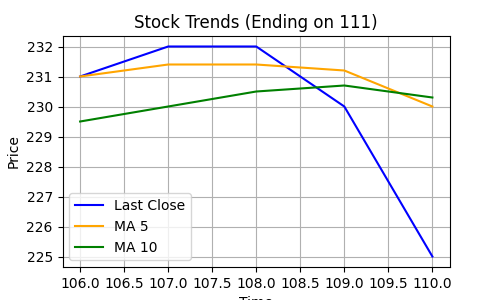 Stock Trends (Ending on 111)
Price
232
231
230
229
228
227
226
225
Last Close
MA 5
MA 10
106.0 106.5 107.0 107.5 108.0 108.5 109.0 109.5 110.0
Time